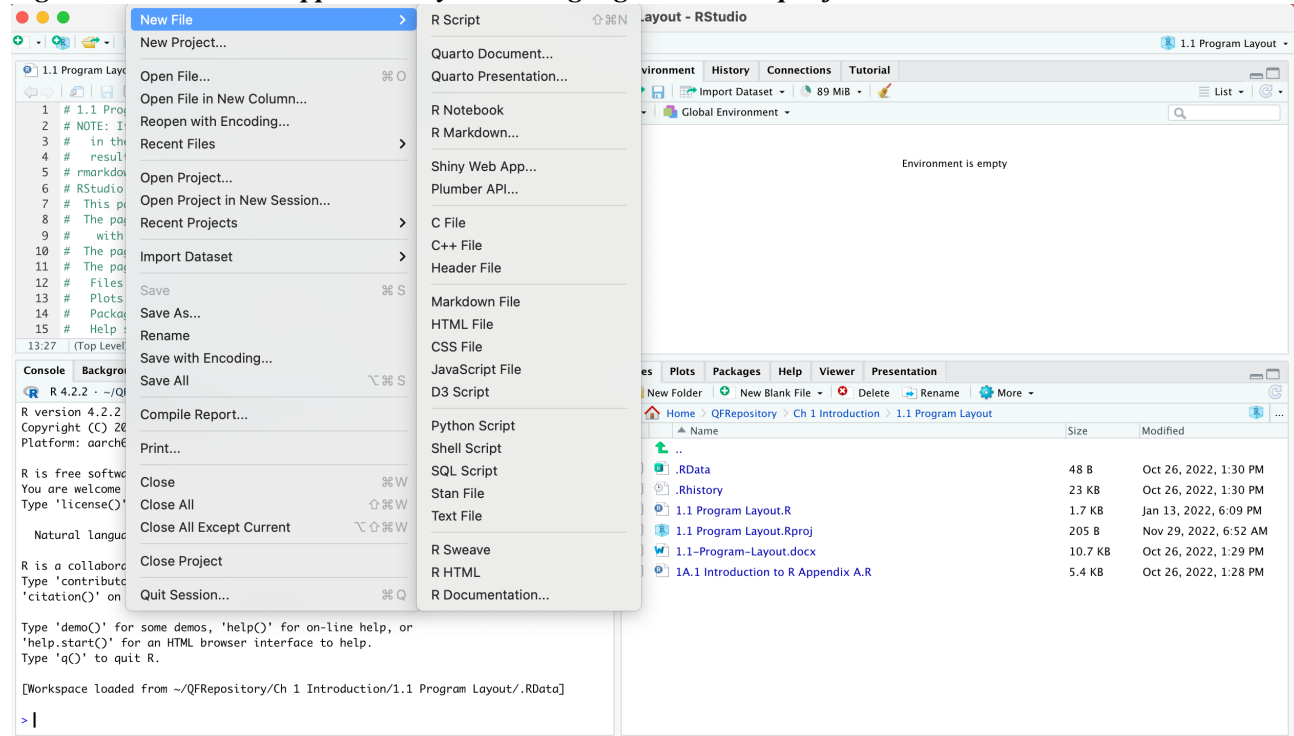 Layout - RStudio
1.1 Program Layout
New File
New Project...
Open File... ⌘O
Open File in New Column...
Reopen with Encoding...
Recent Files
Open Project...
Open Project in New Session...
Recent Projects
Import Dataset
Save ⌘S
Save As...
Rename
Save with Encoding...
Save All ⌥⌘S
Compile Report...
Print...
Close ⌘W
Close All ⇧⌘W
Close All Except Current ⌥⇧⌘W
Close Project
Quit Session... ⌘Q
R Script ⇧⌘N
Quarto Document...
Quarto Presentation...
R Notebook
R Markdown...
Shiny Web App...
Plumber API...
C File
C++ File
Header File
Markdown File
HTML File
CSS File
JavaScript File
D3 Script
Python Script
Shell Script
SQL Script
Stan File
Text File
R Sweave
R HTML
R Documentation...
1.1 Program Layo
1 # 1.1 Prog
2 # NOTE: I
3 # in the
4 # result
5 # rmarkdow
6 # RStudio
7 # This p
8 # The pa
9 # with
10 # The pa
11 # The pa
12 # Files
13 # Plots
14 # Packa
15 # Help
13:27 (Top Level
Console Backgrou
R 4.2.2 · ~/Q
R version 4.2.2
Copyright (C) 20
Platform: aarch6
R is free softwa
You are welcome
Type 'license()'
Natural langua
R is a collabora
Type 'contributo
'citation()' on
Type 'demo()' for some demos, 'help()' for on-line help, or
'help.start()' for an HTML browser interface to help.
Type 'q()' to quit R.
[Workspace loaded from ~/QFRepository/Ch 1 Introduction/1.1 Program Layout/.RData]
>
vironment History Connections Tutorial
Import Dataset 89 MiB List
Global Environment
Environment is empty
es Plots Packages Help Viewer Presentation
New Folder New Blank File Delete Rename More
Home > QFRepository > Ch 1 Introduction > 1.1 Program Layout ...
Name Size Modified
..
.RData 48 B Oct 26, 2022, 1:30 PM
.Rhistory 23 KB Oct 26, 2022, 1:30 PM
1.1 Program Layout.R 1.7 KB Jan 13, 2022, 6:09 PM
1.1 Program Layout.Rproj 205 B Nov 29, 2022, 6:52 AM
1.1-Program-Layout.docx 10.7 KB Oct 26, 2022, 1:29 PM
1A.1 Introduction to R Appendix A.R 5.4 KB Oct 26, 2022, 1:28 PM